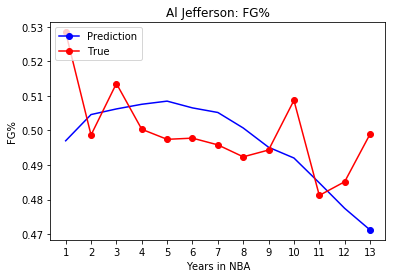 Al Jefferson: FG%
Prediction
True
0.53
0.52
0.51
0.50
0.49
0.48
0.47
FG%
1 2 3 4 5 6 7 8 9 10 11 12 13
Years in NBA